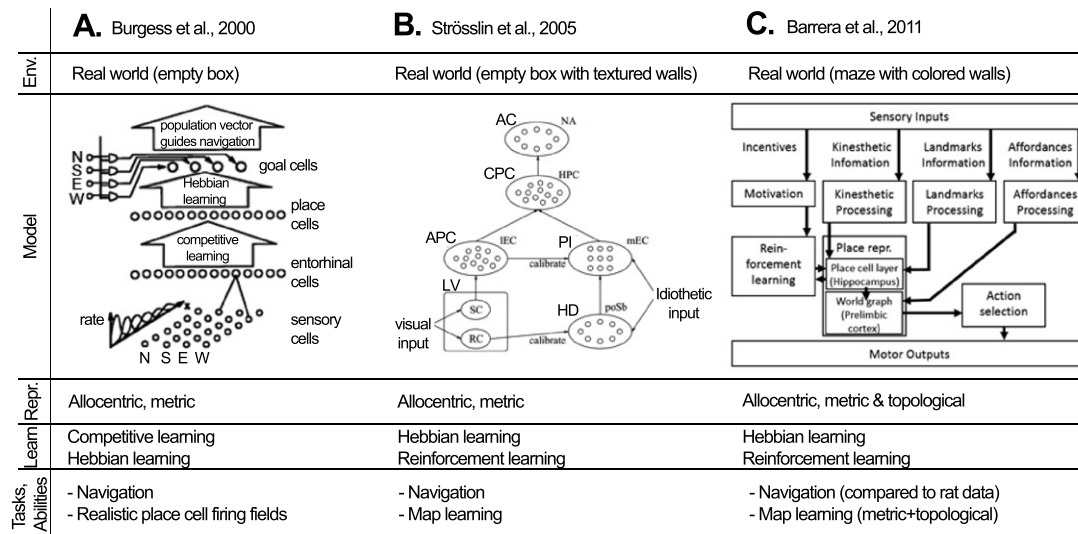 A. Burgess et al., 2000
B. Strösslin et al., 2005
C. Barrera et al., 2011
Env.
Real world (empty box)
Real world (empty box with textured walls)
Real world (maze with colored walls)
Model
population vector
guides navigation
N
S
E
W
goal cells
Hebbian
learning
place
cells
competitive
learning
entorhinal
cells
rate
sensory
cells
N S E W
AC
NA
CPC
HPC
APC
lEC
PI
mEC
calibrate
LV
SC
RC
visual
input
HD
poSb
calibrate
Idiothetic
input
Sensory Inputs
Incentives
Kinesthetic
Infomation
Landmarks
Information
Affordances
Information
Motivation
Kinesthetic
Processing
Landmarks
Processing
Affordances
Processing
Rein-
forcement
learning
Place repr.
Place cell layer
(Hippocampus)
World graph
(Prelimbic
cortex)
Action
selection
Motor Outputs
Repr.
Allocentric, metric
Allocentric, metric
Allocentric, metric & topological
Learn
Competitive learning
Hebbian learning
Hebbian learning
Reinforcement learning
Hebbian learning
Reinforcement learning
Tasks,
Abilities
- Navigation
- Realistic place cell firing fields
- Navigation
- Map learning
- Navigation (compared to rat data)
- Map learning (metric+topological)